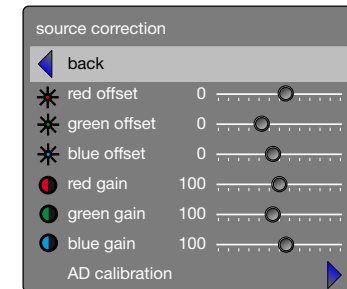 source correction
back
red offset 0
green offset 0
blue offset 0
red gain 100
green gain 100
blue gain 100
AD calibration